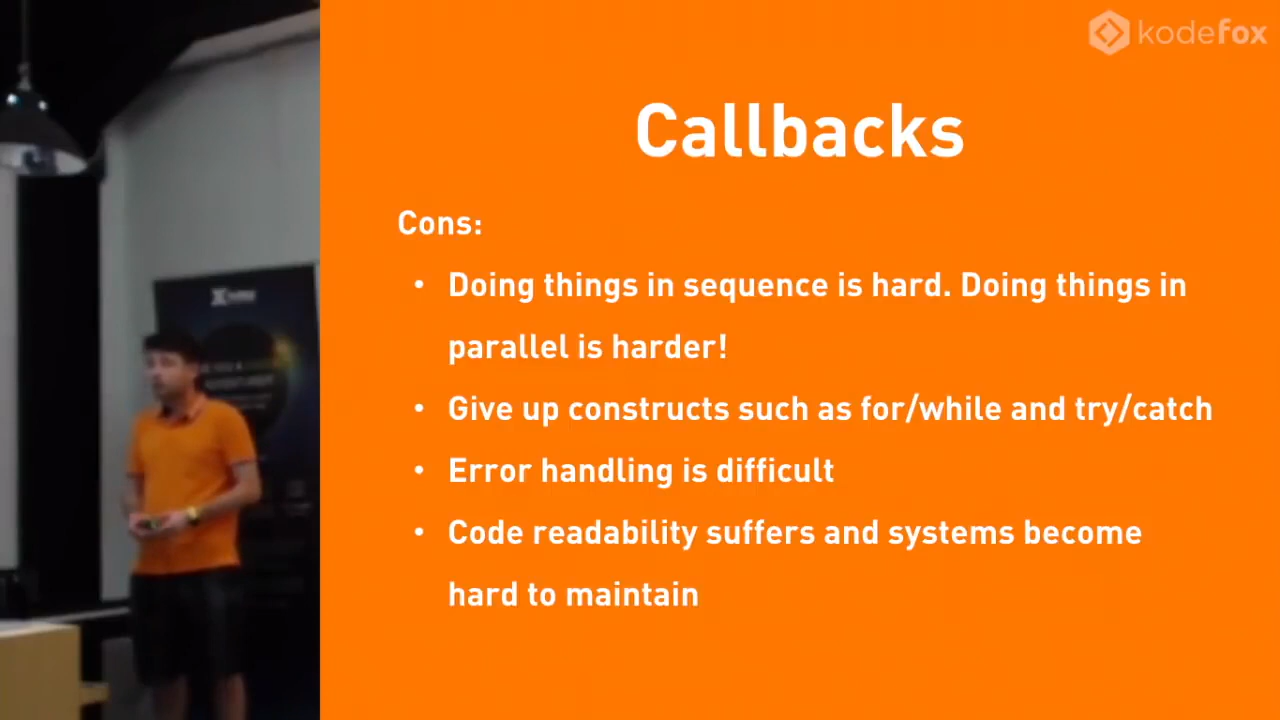 kodefox
Callbacks
Cons:
• Doing things in sequence is hard. Doing things in
parallel is harder!
• Give up constructs such as for/while and try/catch
• Error handling is difficult
• Code readability suffers and systems become
hard to maintain